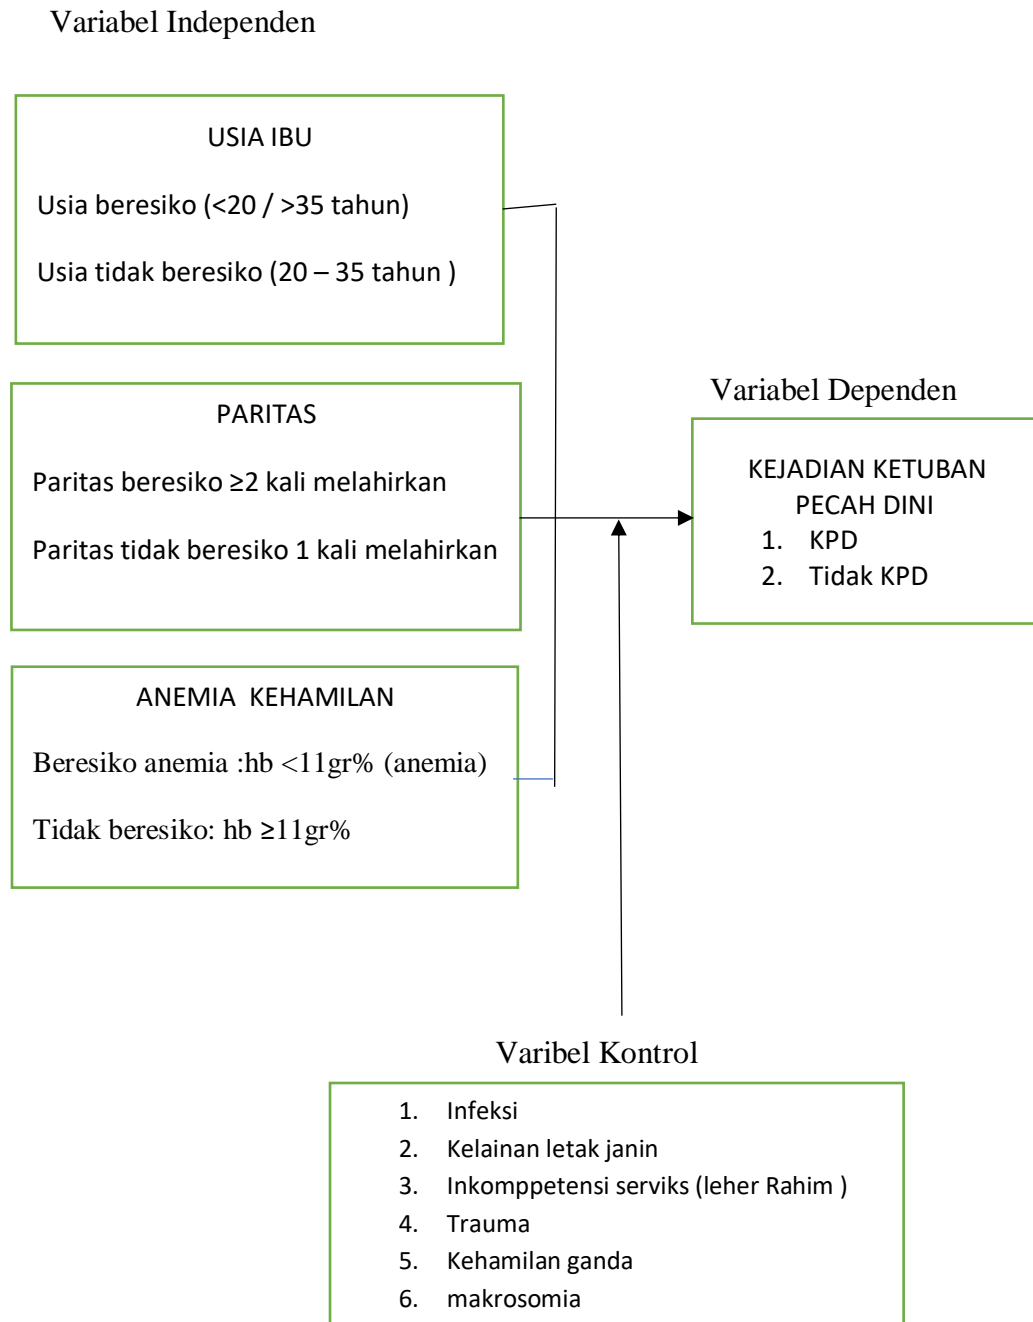 Variabel Independen
USIA IBU
Usia beresiko (<20 / >35 tahun)
Usia tidak beresiko (20 – 35 tahun )
PARITAS
Paritas beresiko ≥2 kali melahirkan
Paritas tidak beresiko 1 kali melahirkan
ANEMIA KEHAMILAN
Beresiko anemia :hb <11gr% (anemia)
Tidak beresiko: hb ≥11gr%
Variabel Dependen
KEJADIAN KETUBAN
PECAH DINI
1. KPD
2. Tidak KPD
Varibel Kontrol
1. Infeksi
2. Kelainan letak janin
3. Inkomppetensi serviks (leher Rahim )
4. Trauma
5. Kehamilan ganda
6. makrosomia